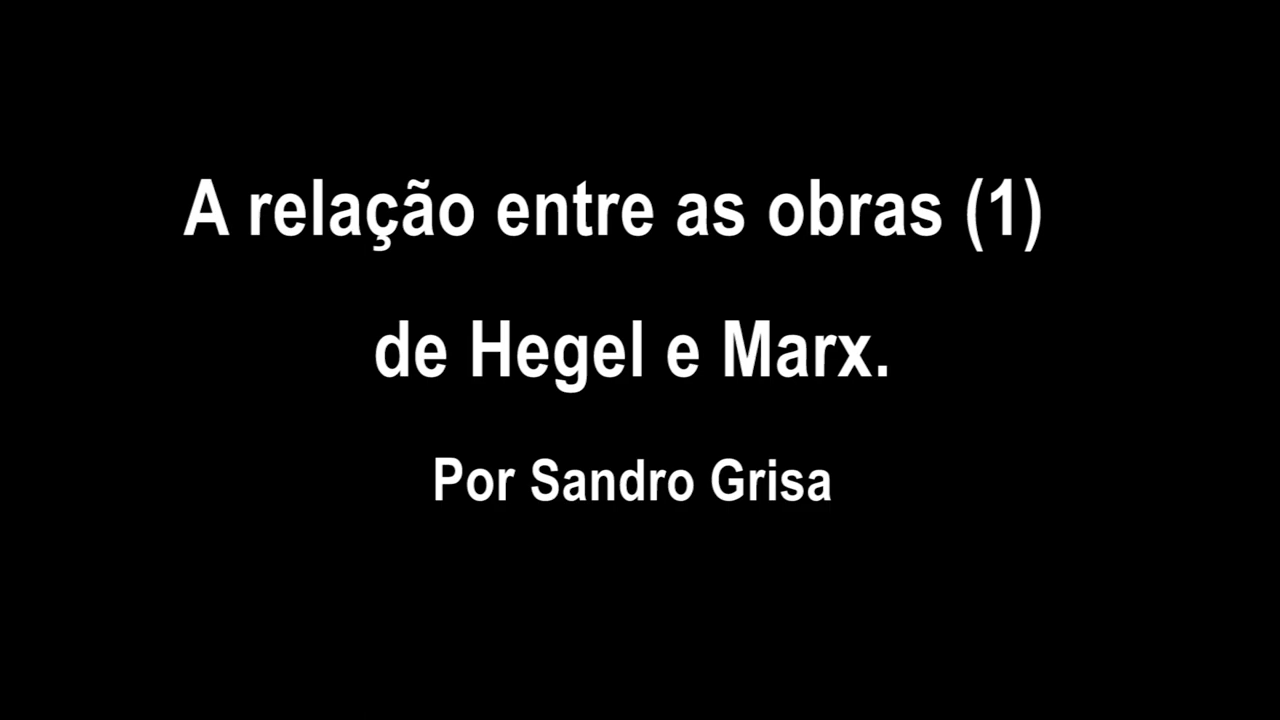 A relação entre as obras (1)
de Hegel e Marx.
Por Sandro Grisa